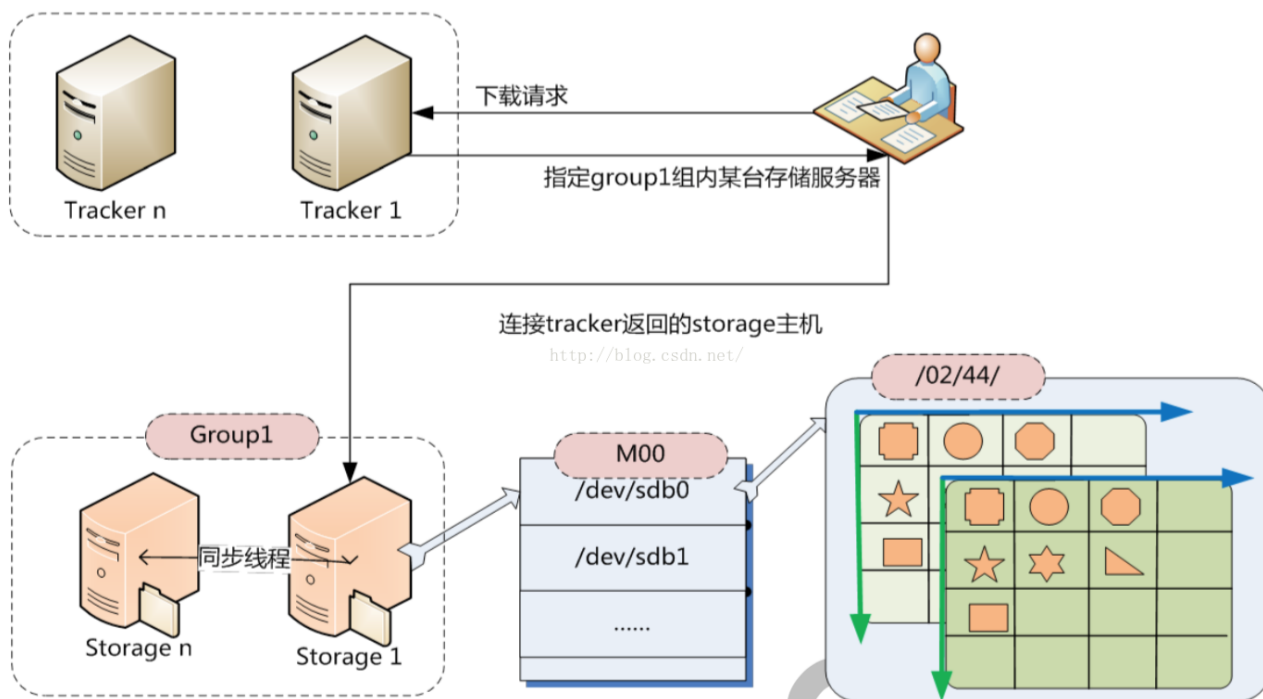 下载请求
指定group1组内某台存储服务器
Tracker n
Tracker 1
连接tracker返回的storage主机
http://blog.csdn.net/
/02/44/
Group1
M00
/dev/sdb0
同步线程
/dev/sdb1
......
Storage n
Storage 1